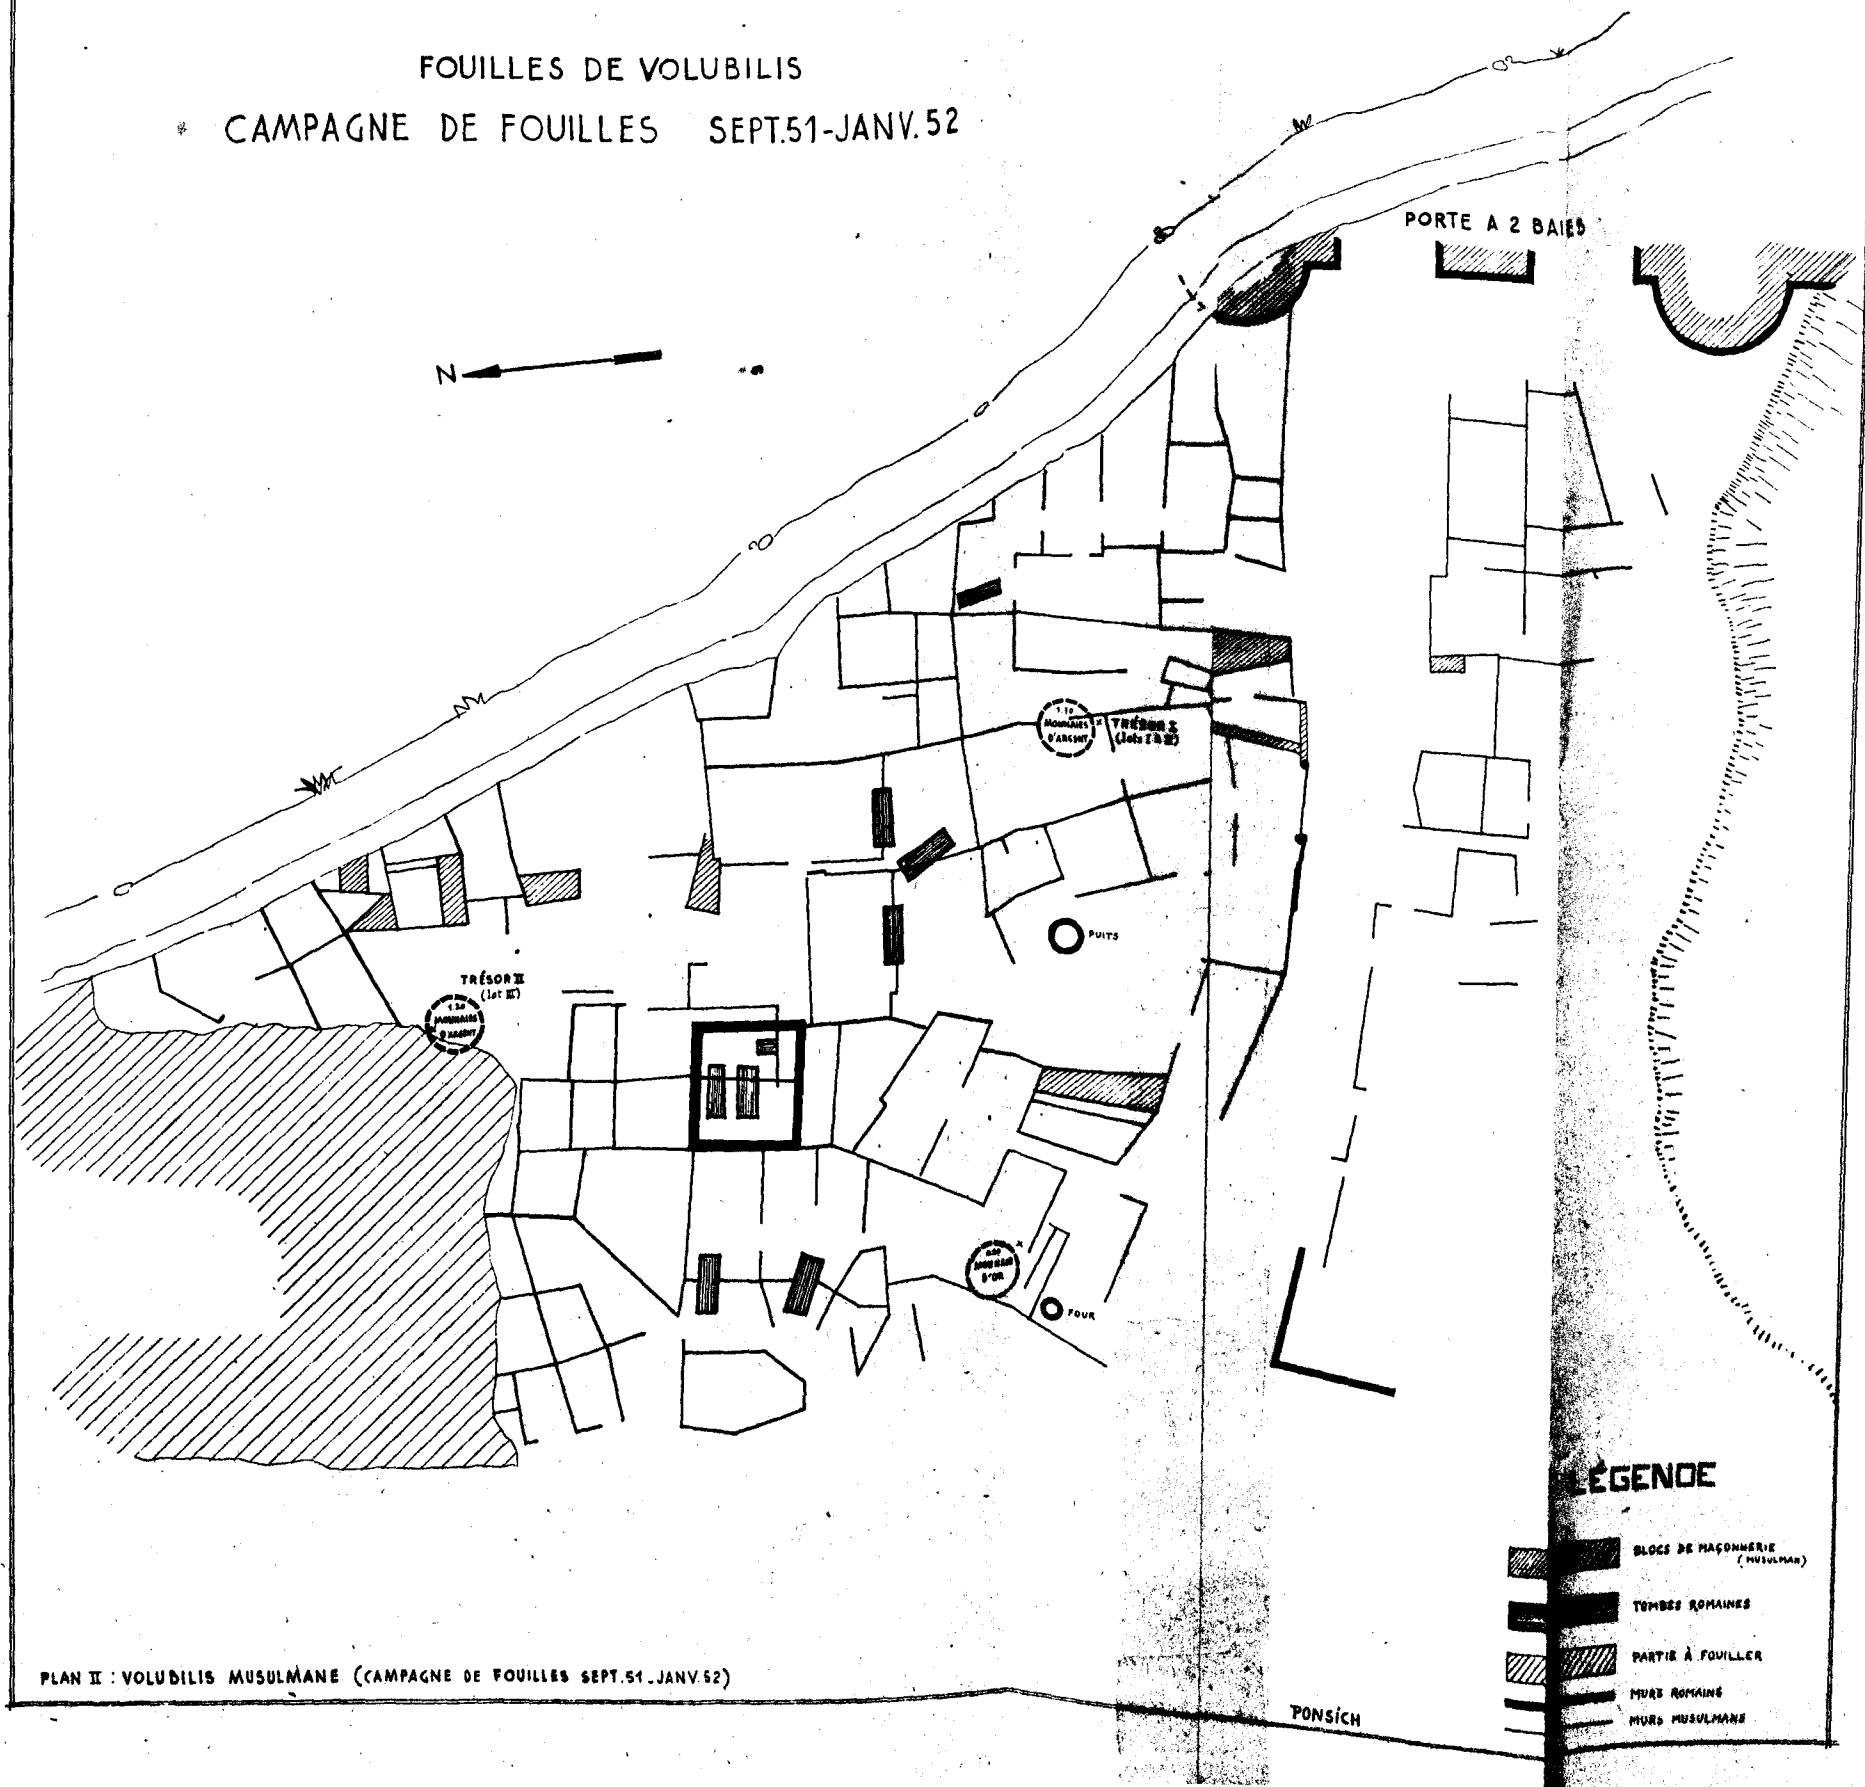 FOUILLES DE VOLUBILIS
CAMPAGNE DE FOUILLES SEPT.51-JANV.52
PORTE A 2 BAIES
N
MONNAIES
D'ARGENT
TRÉSOR I
PUITS
TRÉSOR II
(lot III)
MONNAIES
D'ARGENT
D'OR
FOUR
LÉGENDE
BLOCS DE MAÇONNERIE
(MUSULMAN)
TOMBES ROMAINES
PARTIE À FOUILLER
MURS ROMAINS
MURS MUSULMANS
PLAN II : VOLUBILIS MUSULMANE (CAMPAGNE DE FOUILLES SEPT.51_JANV.52)
PONSICH